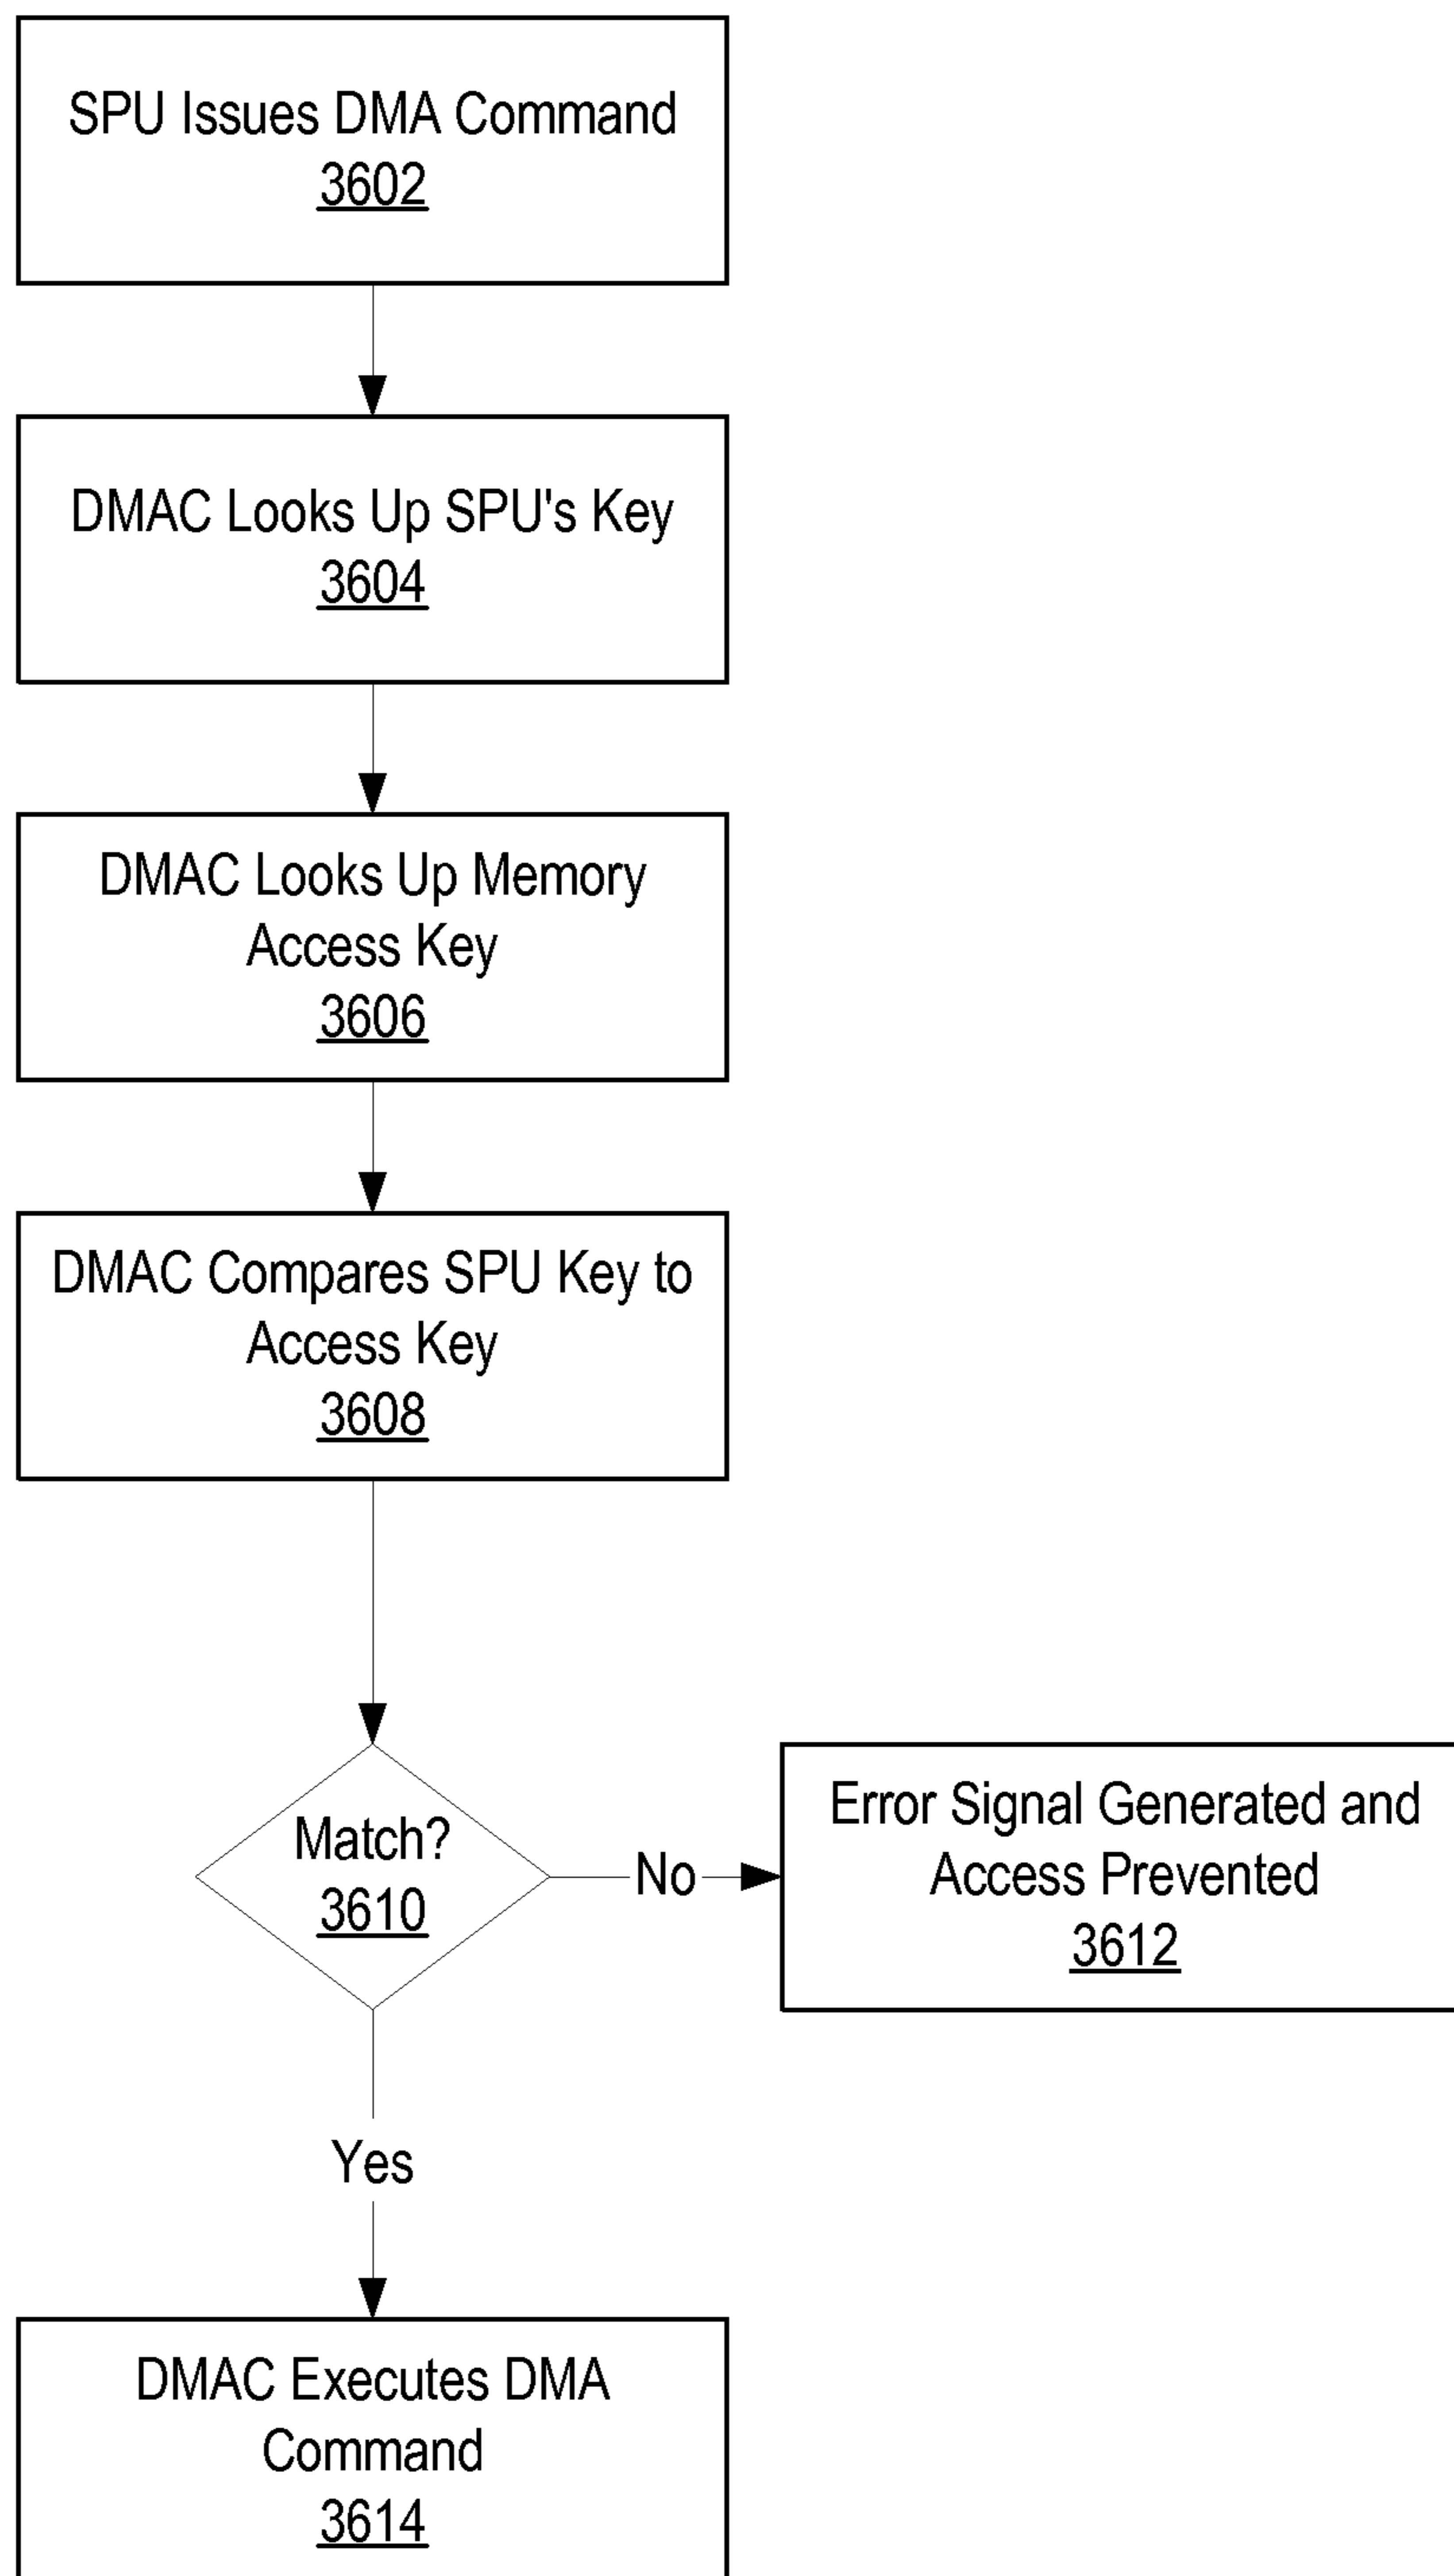 SPU Issues DMA Command
3602
DMAC Looks Up SPU's Key
3604
DMAC Looks Up Memory
Access Key
3606
DMAC Compares SPU Key to
Access Key
3608
Match?
3610
No
Error Signal Generated and
Access Prevented
3612
Yes
DMAC Executes DMA
Command
3614